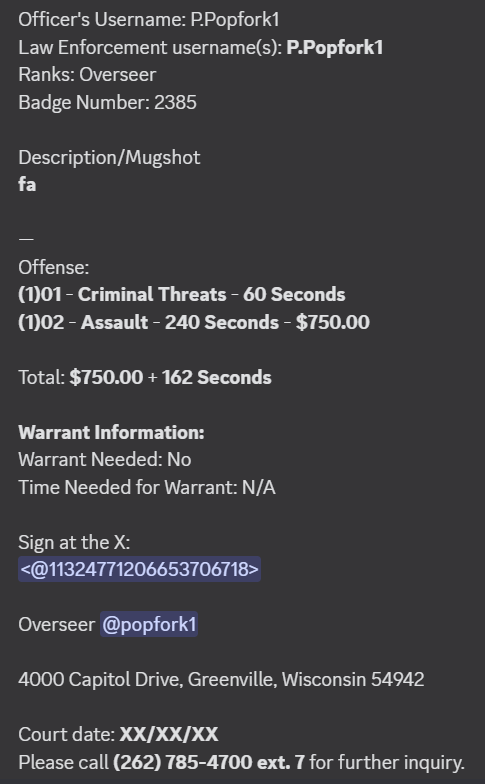 Officer's Username: P.Popfork1
Law Enforcement username(s): P.Popfork1
Ranks: Overseer
Badge Number: 2385
Description/Mugshot
fa
—
Offense:
(1)01 - Criminal Threats - 60 Seconds
(1)02 - Assault - 240 Seconds - $750.00
Total: $750.00 + 162 Seconds
Warrant Information:
Warrant Needed: No
Time Needed for Warrant: N/A
Sign at the X:
<@11324771206653706718>
Overseer @popfork1
4000 Capitol Drive, Greenville, Wisconsin 54942
Court date: XX/XX/XX
Please call (262) 785-4700 ext. 7 for further inquiry.